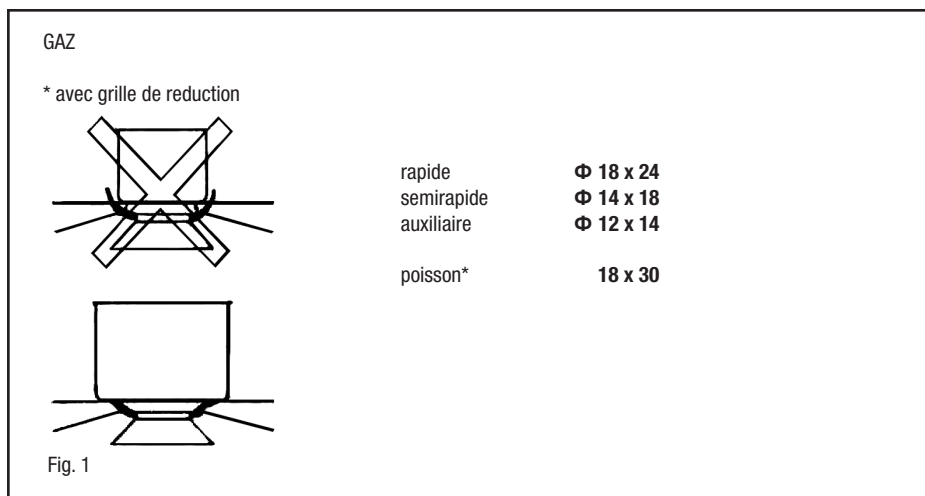 GAZ
* avec grille de reduction
rapide Φ 18 x 24
semirapide Φ 14 x 18
auxiliaire Φ 12 x 14
poisson* 18 x 30
Fig. 1